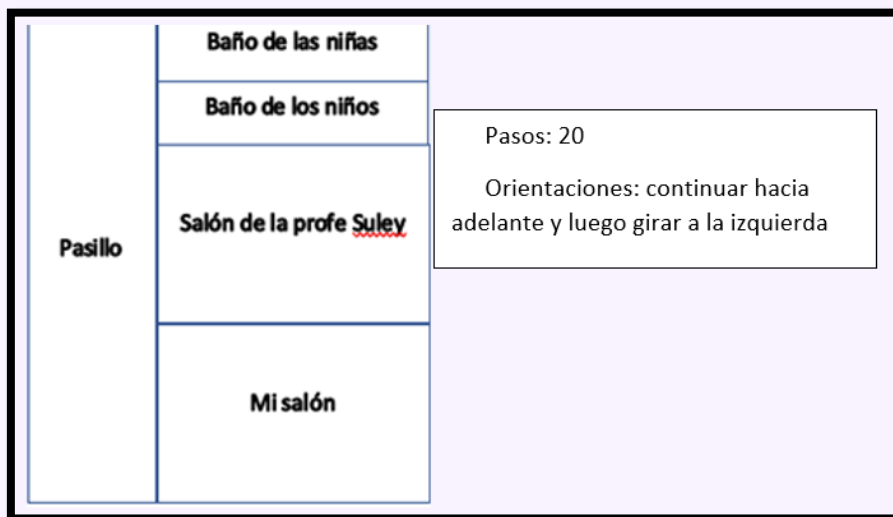 Baño de las niñas
Baño de los niños
Pasos: 20
Orientaciones: continuar hacia
adelante y luego girar a la izquierda
Salón de la profe Suley
Pasillo
Mi salón